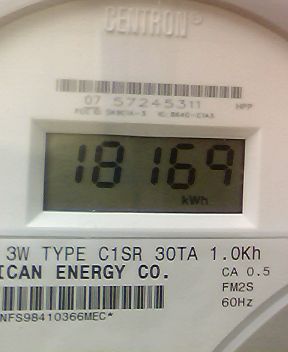 CENTRON®
07 57245311 HPP
18169
kWh
3W TYPE C1SR 30TA 1.0Kh
ICAN ENERGY CO. CA 0.5
FM2S
60Hz
NFS98410366MEC*